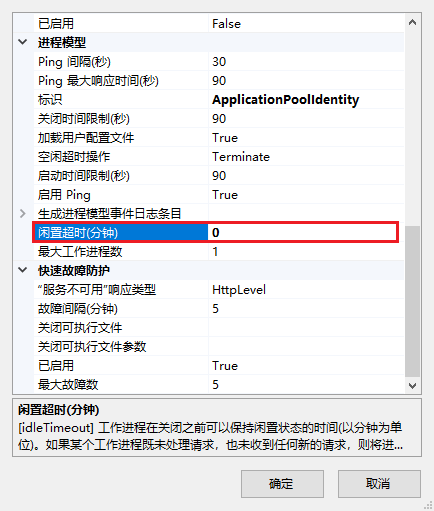 已启用 False
进程模型
Ping 间隔(秒) 30
Ping 最大响应时间(秒) 90
标识 ApplicationPoolIdentity
关闭时间限制(秒) 90
加载用户配置文件 True
空闲超时操作 Terminate
启动时间限制(秒) 90
启用 Ping True
生成进程模型事件日志条目
闲置超时(分钟) 0
最大工作进程数 1
快速故障防护
“服务不可用”响应类型 HttpLevel
故障间隔(分钟) 5
关闭可执行文件
关闭可执行文件参数
已启用 True
最大故障数 5
闲置超时(分钟)
[idleTimeout] 工作进程在关闭之前可以保持闲置状态的时间(以分钟为单
位)。如果某个工作进程既未处理请求，也未收到任何新的请求，则将进...
确定 取消